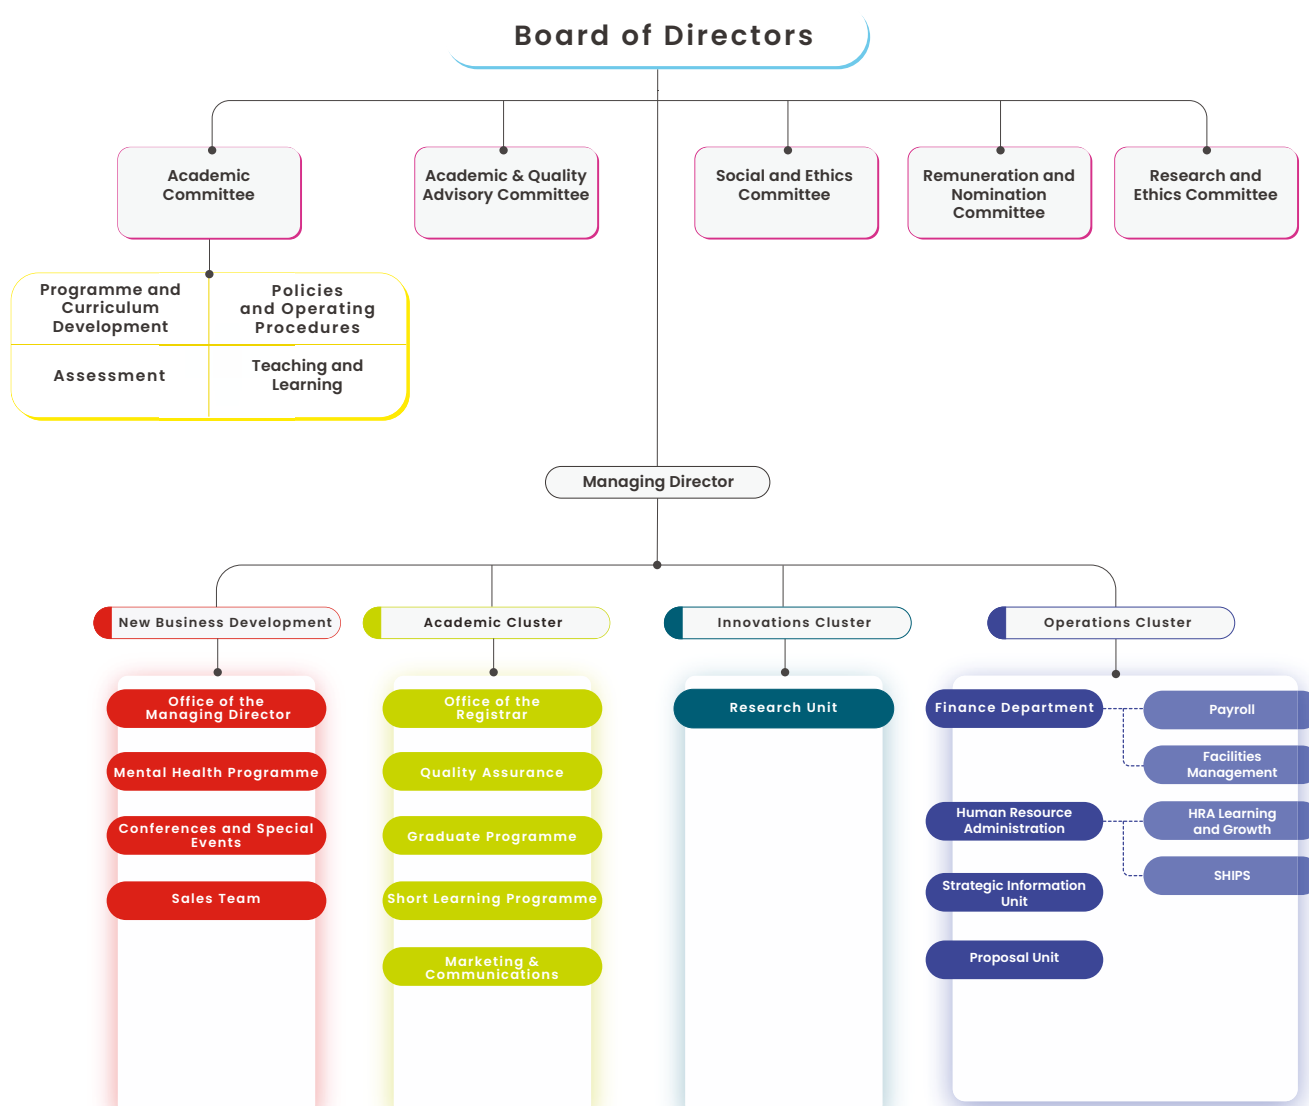 Board of Directors
Academic
Committee
Academic & Quality
Advisory Committee
Social and Ethics
Committee
Remuneration and
Nomination
Committee
Research and
Ethics Committee
Programme and
Curriculum
Development
Policies
and Operating
Procedures
Assessment
Teaching and
Learning
Managing Director
New Business Development
Office of the
Managing Director
Mental Health Programme
Conferences and Special
Events
Sales Team
Academic Cluster
Office of the
Registrar
Quality Assurance
Graduate Programme
Short Learning Programme
Marketing &
Communications
Innovations Cluster
Research Unit
Operations Cluster
Finance Department
Payroll
Facilities
Management
Human Resource
Administration
HRA Learning
and Growth
SHIPS
Strategic Information
Unit
Proposal Unit